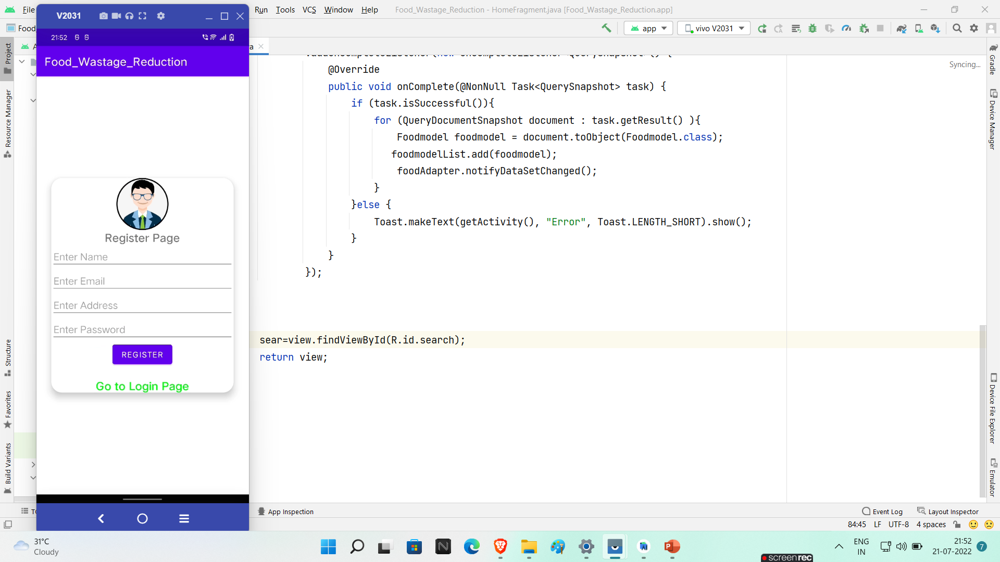 File
Run Tools VCS Window Help
Food_Wastage_Reduction - HomeFragment.java [Food_Wastage_Reduction.app]
V2031
app
vivo V2031
21:52
Food_Wastage_Reduction
Syncing...
@Override
public void onComplete(@NonNull Task<QuerySnapshot> task) {
if (task.isSuccessful()){
for (QueryDocumentSnapshot document : task.getResult() ){
Foodmodel foodmodel = document.toObject(Foodmodel.class);
foodmodelList.add(foodmodel);
foodAdapter.notifyDataSetChanged();
}
}else {
Toast.makeText(getActivity(), "Error", Toast.LENGTH_SHORT).show();
}
}
});
sear=view.findViewById(R.id.search);
return view;
Register Page
Enter Name
Enter Email
Enter Address
Enter Password
REGISTER
Go to Login Page
Project
Resource Manager
Structure
Favorites
Build Variants
Gradle
Device Manager
Device File Explorer
Emulator
App Inspection
Event Log
Layout Inspector
84:45 LF UTF-8 4 spaces
31°C
Cloudy
ENG
IN
21:52
21-07-2022
7
screenrec